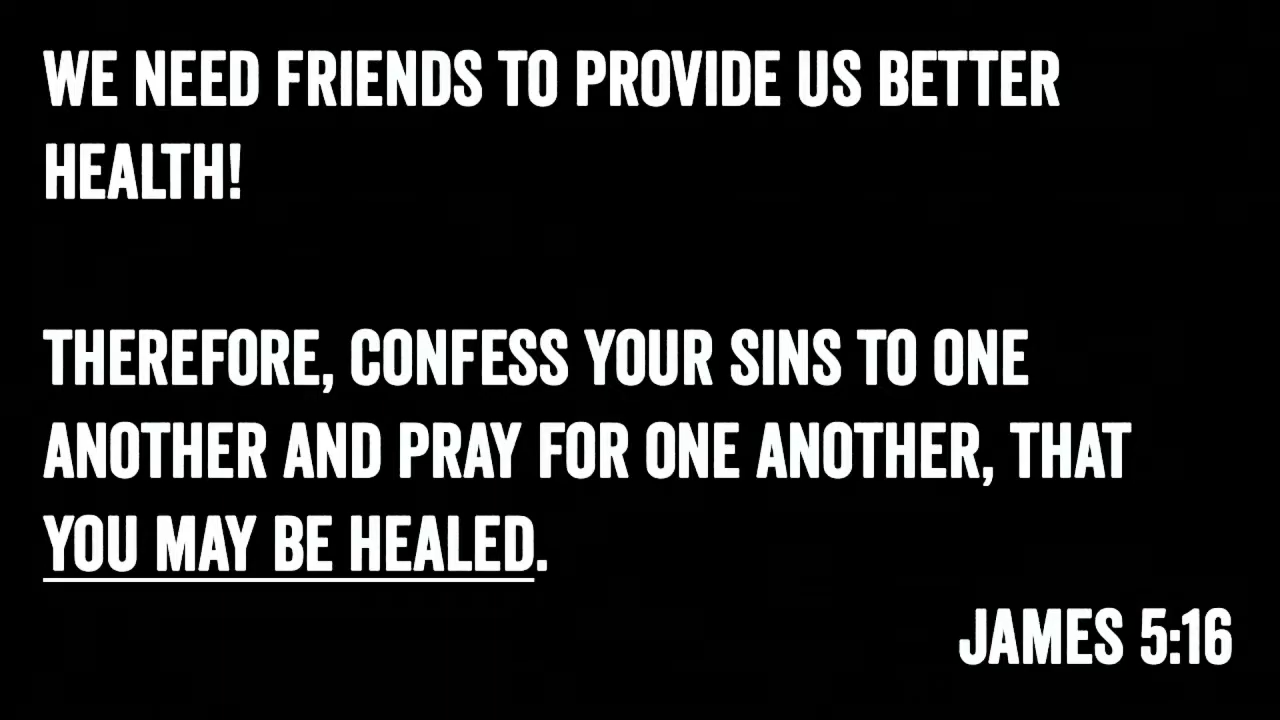 WE NEED FRIENDS TO PROVIDE US BETTER
HEALTH!
THEREFORE, CONFESS YOUR SINS TO ONE
ANOTHER AND PRAY FOR ONE ANOTHER, THAT
YOU MAY BE HEALED.
JAMES 5:16